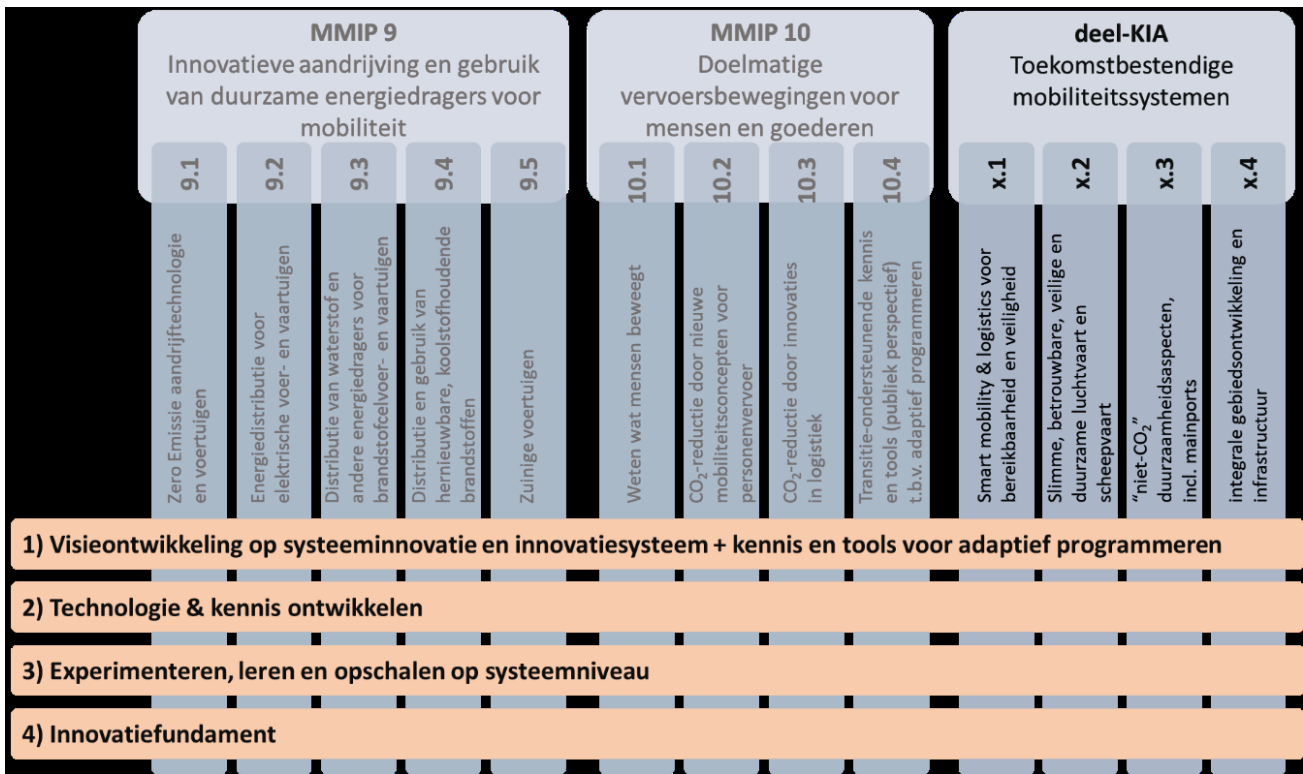 MMIP 9
Innovatieve aandrijving en gebruik
van duurzame energiedragers voor
mobiliteit
9.1
9.2
9.3
9.4
9.5
Zero Emissie aandrijftechnologie
en voertuigen
Energiedistributie voor
elektrische voer- en vaartuigen
Distributie van waterstof en
andere energiedragers voor
brandstofcelvoer- en vaartuigen
Distributie en gebruik van
hernieuwbare, koolstofhoudende
brandstoffen
Zuinige voertuigen
MMIP 10
Doelmatige
vervoersbewegingen voor
mensen en goederen
10.1
10.2
10.3
10.4
Weten wat mensen beweegt
CO₂-reductie door nieuwe
mobiliteitsconcepten voor
personenvervoer
CO₂-reductie door innovaties
in logistiek
Transitie-ondersteunende kennis
en tools (publiek perspectief)
t.b.v. adaptief programmeren
deel-KIA
Toekomstbestendige
mobiliteitssystemen
x.1
x.2
x.3
x.4
Smart mobility & logistics voor
bereikbaarheid en veiligheid
Slimme, betrouwbare, veilige en
duurzame luchtvaart en
scheepvaart
“niet-CO₂”
duurzaamheidsaspecten,
incl. mainports
integrale gebiedsontwikkeling en
infrastructuur
1) Visieontwikkeling op systeeminnovatie en innovatiesysteem + kennis en tools voor adaptief programmeren
2) Technologie & kennis ontwikkelen
3) Experimenteren, leren en opschalen op systeemniveau
4) Innovatiefundament